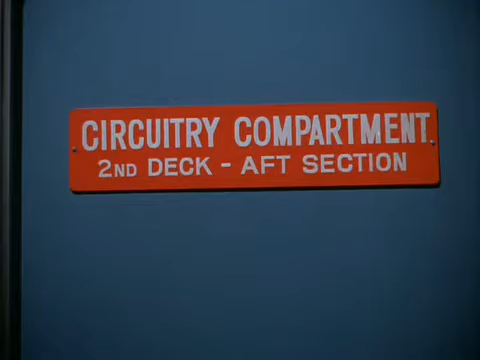 CIRCUITRY COMPARTMENT
2ND DECK - AFT SECTION